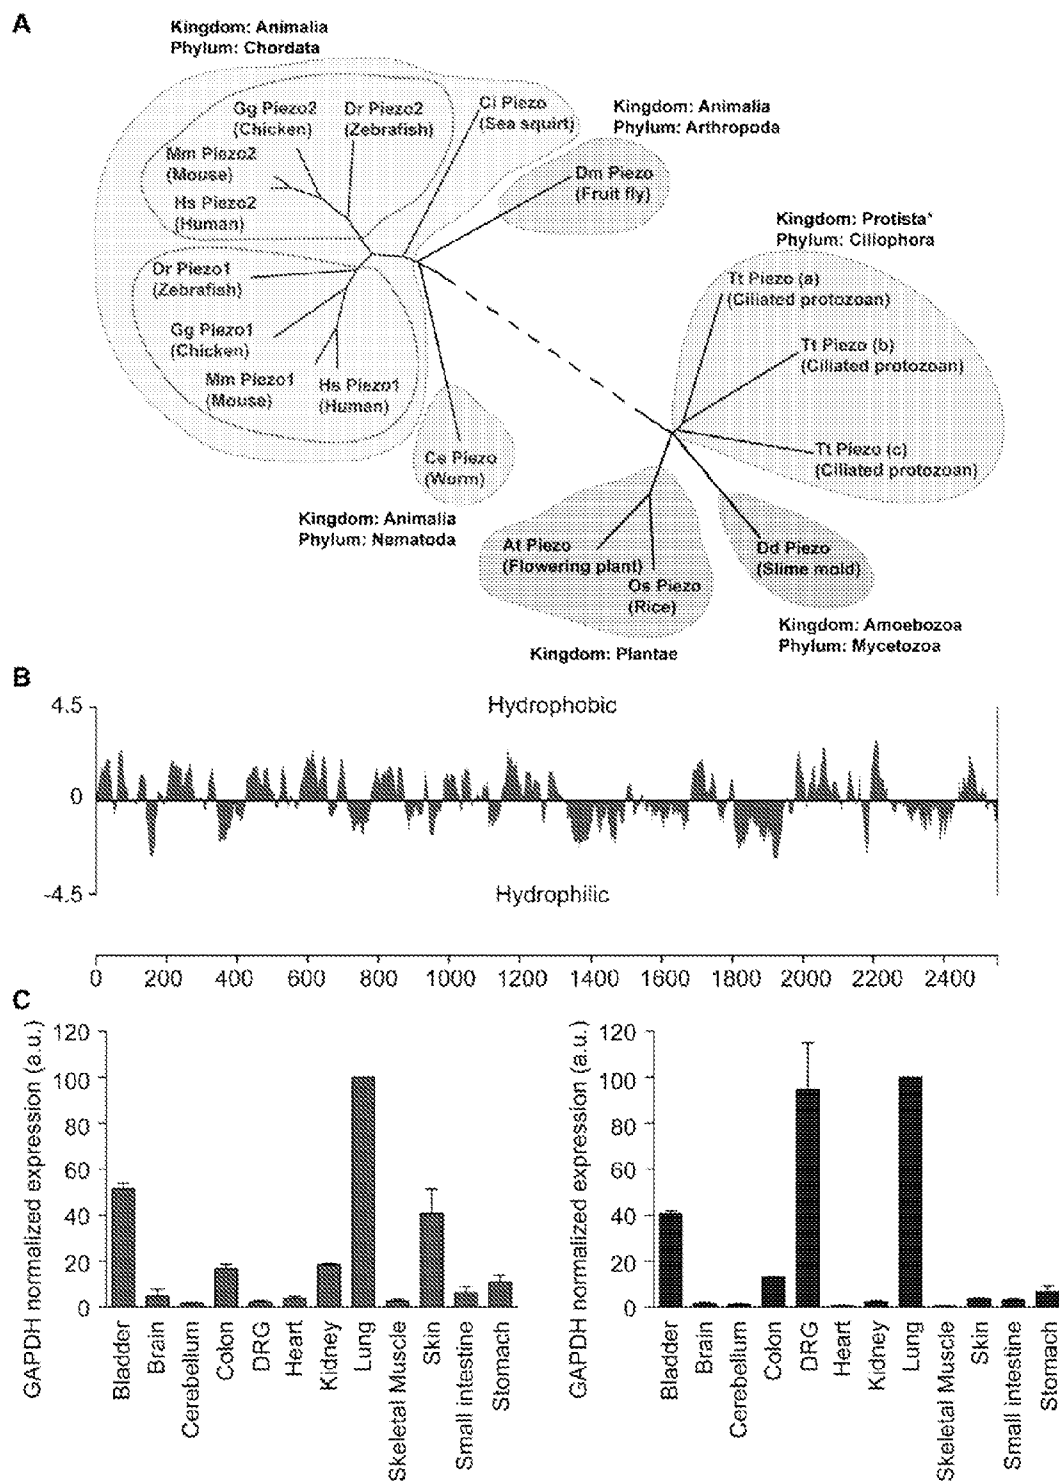 A
Kingdom: Animalia
Phylum: Chordata
Gg Piezo2
(Chicken)
Dr Piezo2
(Zebrafish)
Ci Piezo
(Sea squirt)
Kingdom: Animalia
Phylum: Arthropoda
Mm Piezo2
(Mouse)
Dm Piezo
(Fruit fly)
Hs Piezo2
(Human)
Kingdom: Protista*
Phylum: Ciliophora
Dr Piezo1
(Zebrafish)
Tt Piezo (a)
(Ciliated protozoan)
Gg Piezo1
(Chicken)
Tt Piezo (b)
(Ciliated protozoan)
Mm Piezo1
(Mouse)
Hs Piezo1
(Human)
Ce Piezo
(Worm)
Tt Piezo (c)
(Ciliated protozoan)
Kingdom: Animalia
Phylum: Nematoda
At Piezo
(Flowering plant)
Dd Piezo
(Slime mold)
Os Piezo
(Rice)
Kingdom: Amoebozoa
Phylum: Mycetozoa
Kingdom: Plantae
B
4.5
Hydrophobic
0
-4.5
Hydrophilic
0 200 400 600 800 1000 1200 1400 1600 1800 2000 2200 2400
C
GAPDH normalized expression (a.u.)
120
100
80
60
40
20
0
Bladder
Brain
Cerebellum
Colon
DRG
Heart
Kidney
Lung
Skeletal Muscle
Skin
Small intestine
Stomach
GAPDH normalized expression (a.u.)
120
100
80
60
40
20
0
Bladder
Brain
Cerebellum
Colon
DRG
Heart
Kidney
Lung
Skeletal Muscle
Skin
Small intestine
Stomach